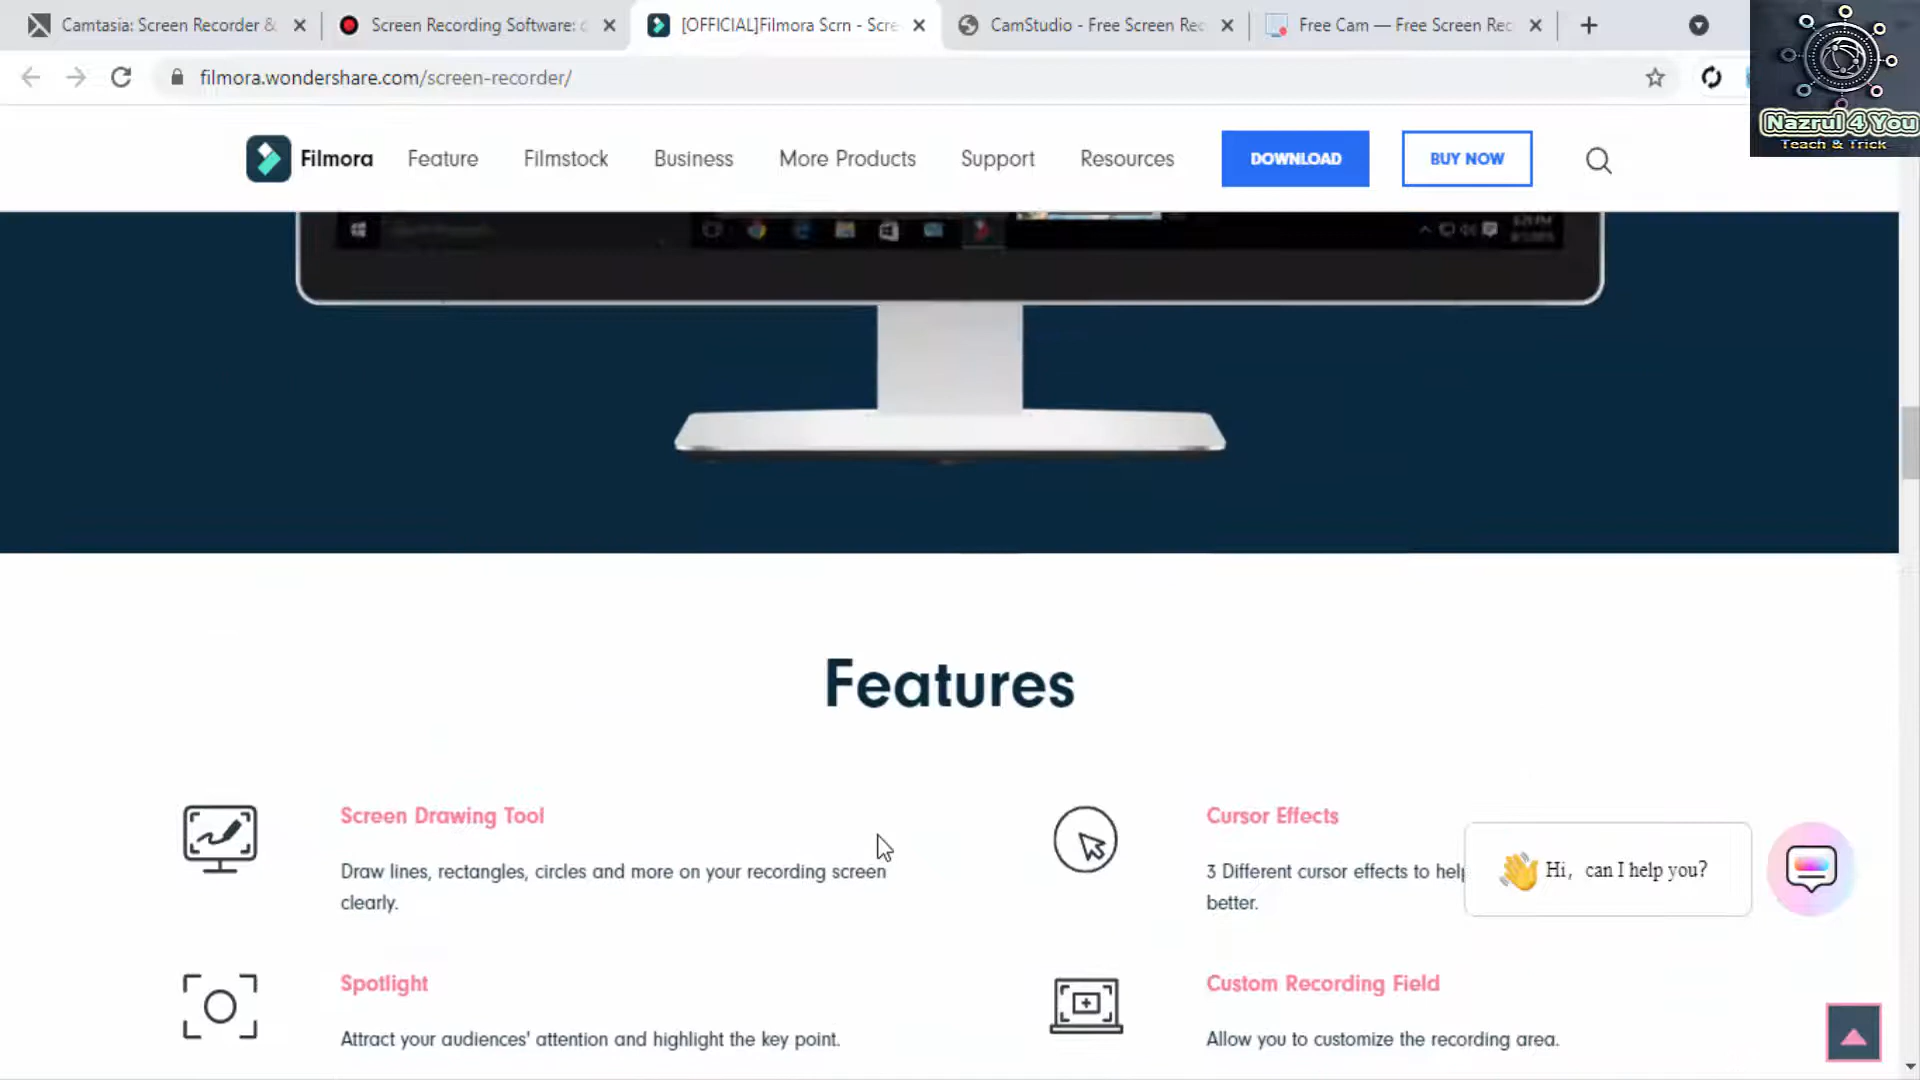 Camtasia: Screen Recorder &
Screen Recording Software:
[OFFICIAL]Filmora Scrn - Scre
CamStudio - Free Screen Rec
Free Cam — Free Screen Rec
filmora.wondershare.com/screen-recorder/
Nazrul 4 You
Teach & Trick
Filmora
Feature
Filmstock
Business
More Products
Support
Resources
DOWNLOAD
BUY NOW
Features
Screen Drawing Tool
Draw lines, rectangles, circles and more on your recording screen
clearly.
Cursor Effects
3 Different cursor effects to help
better.
Hi, can I help you?
Spotlight
Attract your audiences' attention and highlight the key point.
Custom Recording Field
Allow you to customize the recording area.